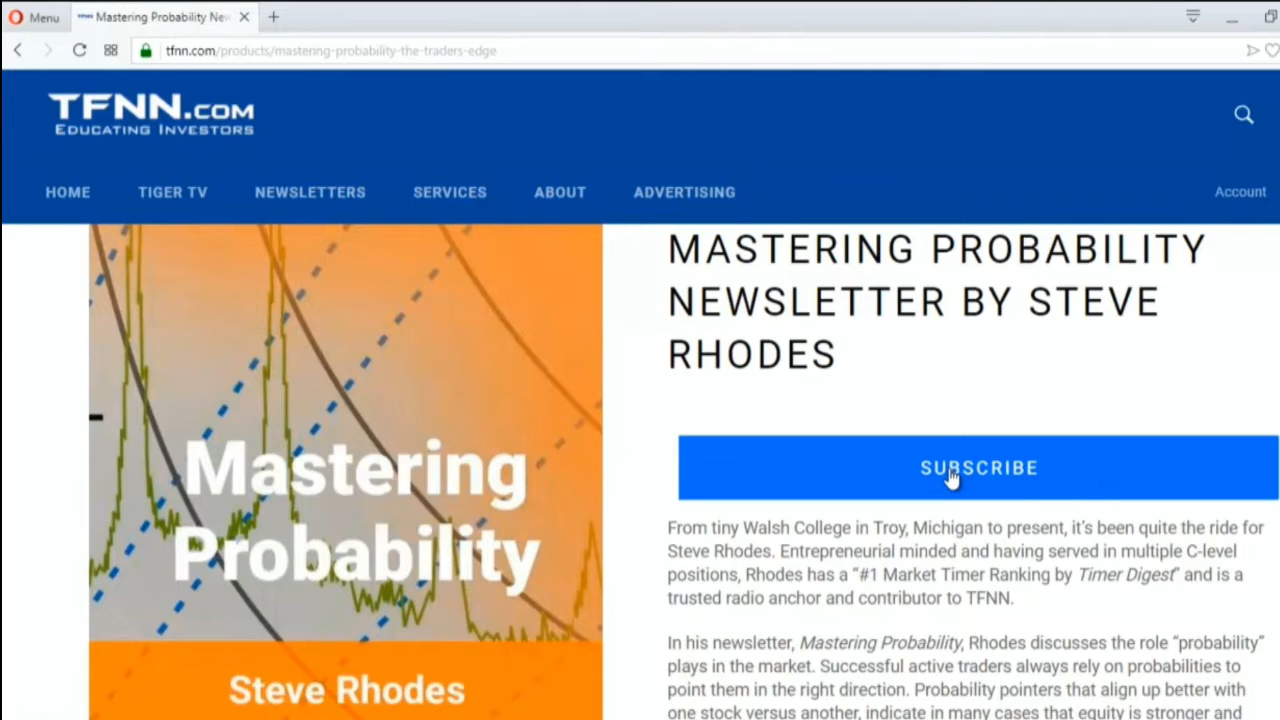 Menu
Mastering Probability New
tfnn.com/products/mastering-probability-the-traders-edge
TFNN.COM
EDUCATING INVESTORS
HOME TIGER TV NEWSLETTERS SERVICES ABOUT ADVERTISING Account
MASTERING PROBABILITY
NEWSLETTER BY STEVE
RHODES
Mastering
Probability
Steve Rhodes
SUBSCRIBE
From tiny Walsh College in Troy, Michigan to present, it's been quite the ride for
Steve Rhodes. Entrepreneurial minded and having served in multiple C-level
positions, Rhodes has a “#1 Market Timer Ranking by Timer Digest” and is a
trusted radio anchor and contributor to TFNN.
In his newsletter, Mastering Probability, Rhodes discusses the role “probability”
plays in the market. Successful active traders always rely on probabilities to
point them in the right direction. Probability pointers that align up better with
one stock versus another, indicate in many cases that equity is stronger and